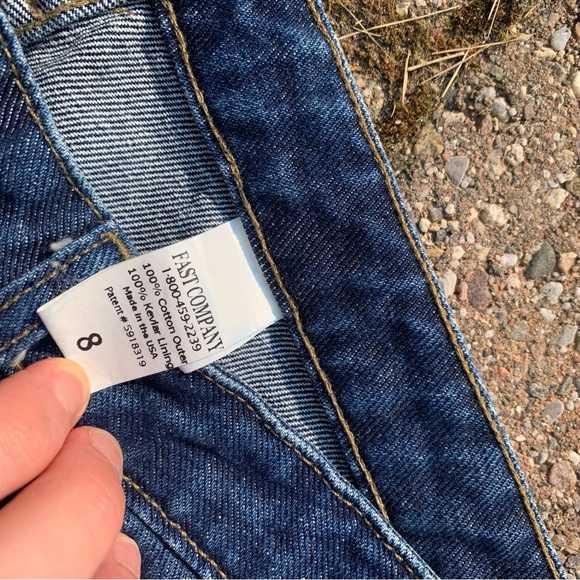 FAST COMPANY
1-800-459-2239
100% Cotton Outer
100% Kevlar Lining
Made in the USA
Patent# 5918319
8